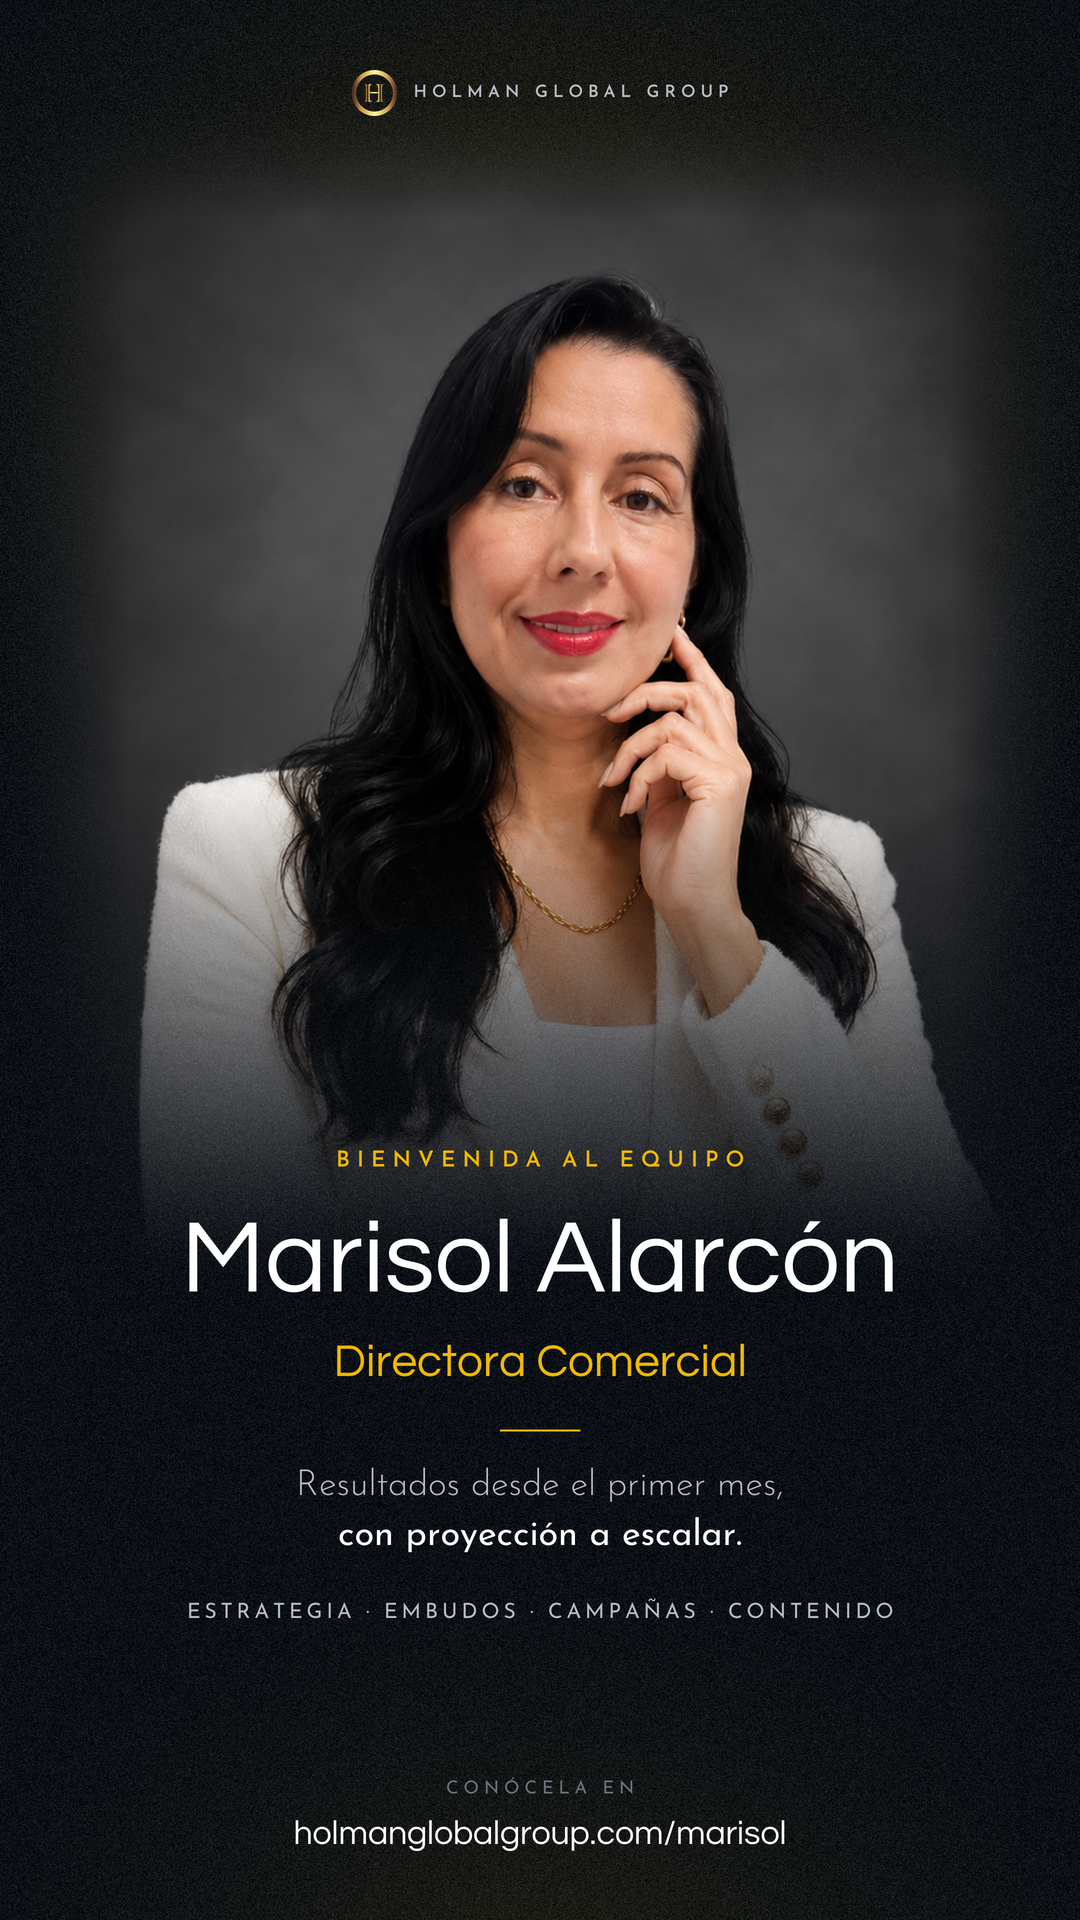 H HOLMAN GLOBAL GROUP
BIENVENIDA AL EQUIPO
Marisol Alarcón
Directora Comercial
Resultados desde el primer mes,
con proyección a escalar.
ESTRATEGIA · EMBUDOS · CAMPAÑAS · CONTENIDO
CONÓCELA EN
holmanglobalgroup.com/marisol